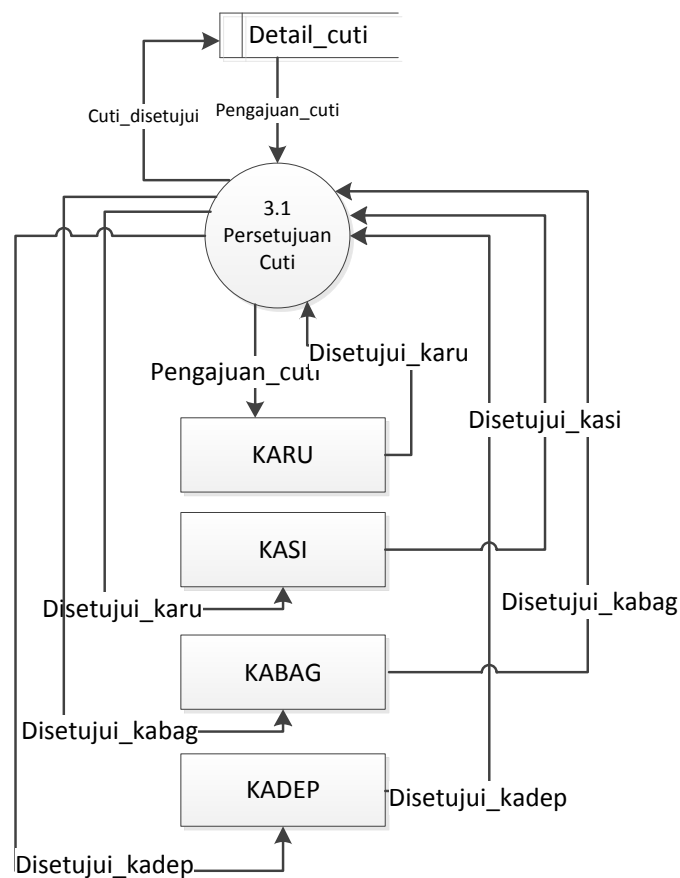 Detail_cuti
Cuti_disetujui
Pengajuan_cuti
3.1
Persetujuan
Cuti
Disetujui_karu
Pengajuan_cuti
Disetujui_kasi
KARU
KASI
Disetujui_karu
Disetujui_kabag
KABAG
Disetujui_kabag
KADEP
Disetujui_kadep
Disetujui_kadep